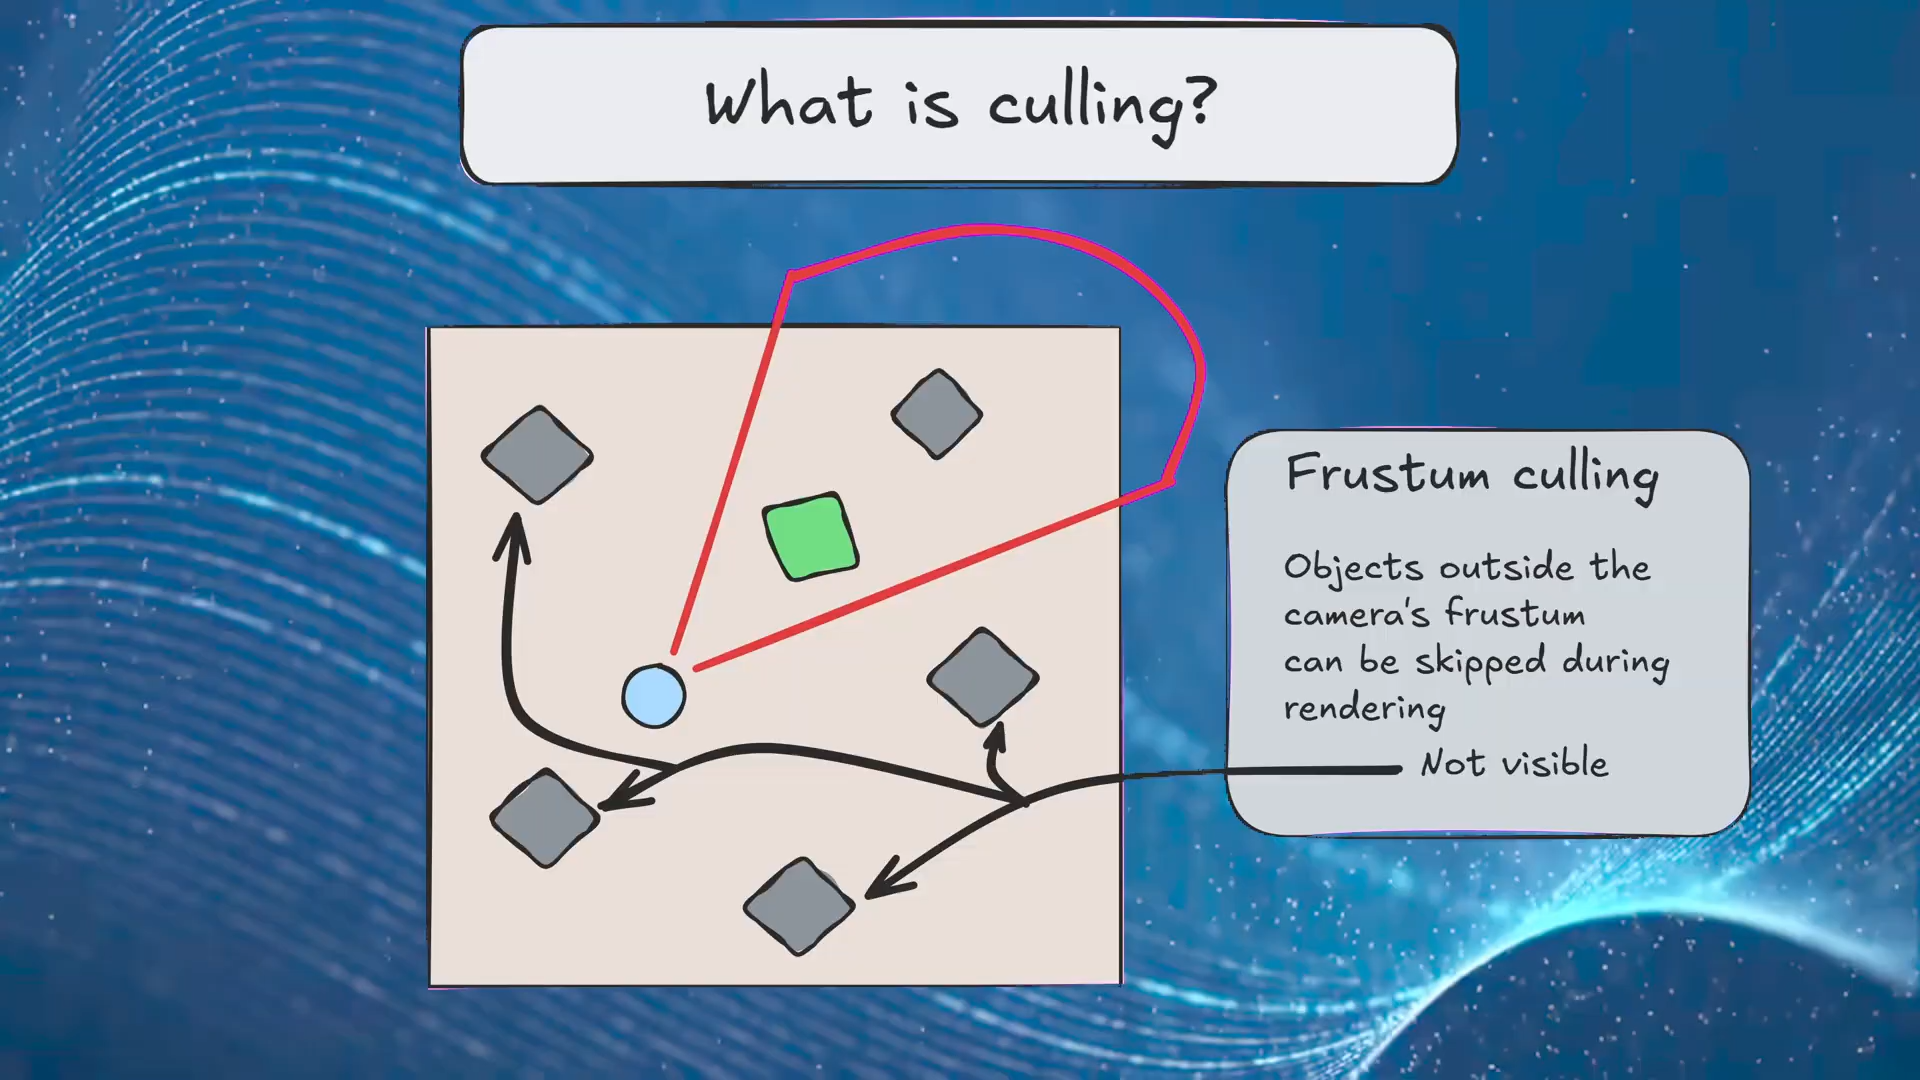 What is culling?
Frustum culling
Objects outside the
camera's frustum
can be skipped during
rendering
Not visible